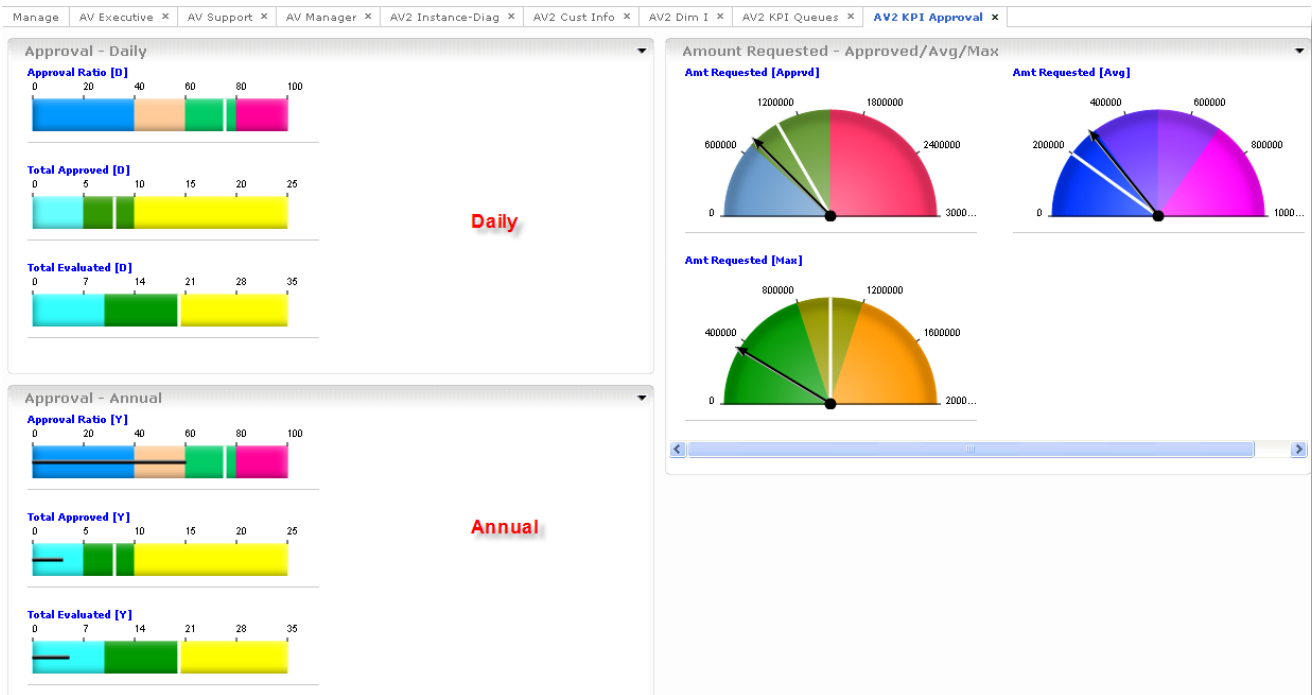 Manage AV Executive × AV Support × AV Manager × AV2 Instance-Diag × AV2 Cust Info × AV2 Dim I × AV2 KPI Queues × AV2 KPI Approval ×
Approval - Daily
Approval Ratio [D]
0 20 40 60 80 100
Total Approved [D]
0 5 10 15 20 25
Daily
Total Evaluated [D]
0 7 14 21 28 35
Approval - Annual
Approval Ratio [Y]
0 20 40 60 80 100
Total Approved [Y]
0 5 10 15 20 25
Annual
Total Evaluated [Y]
0 7 14 21 28 35
Amount Requested - Approved/Avg/Max
Amt Requested [Apprvd]
1200000 1800000
600000 2400000
0 3000...
Amt Requested [Avg]
400000 600000
200000 800000
0 1000...
Amt Requested [Max]
800000 1200000
400000 1600000
0 2000...